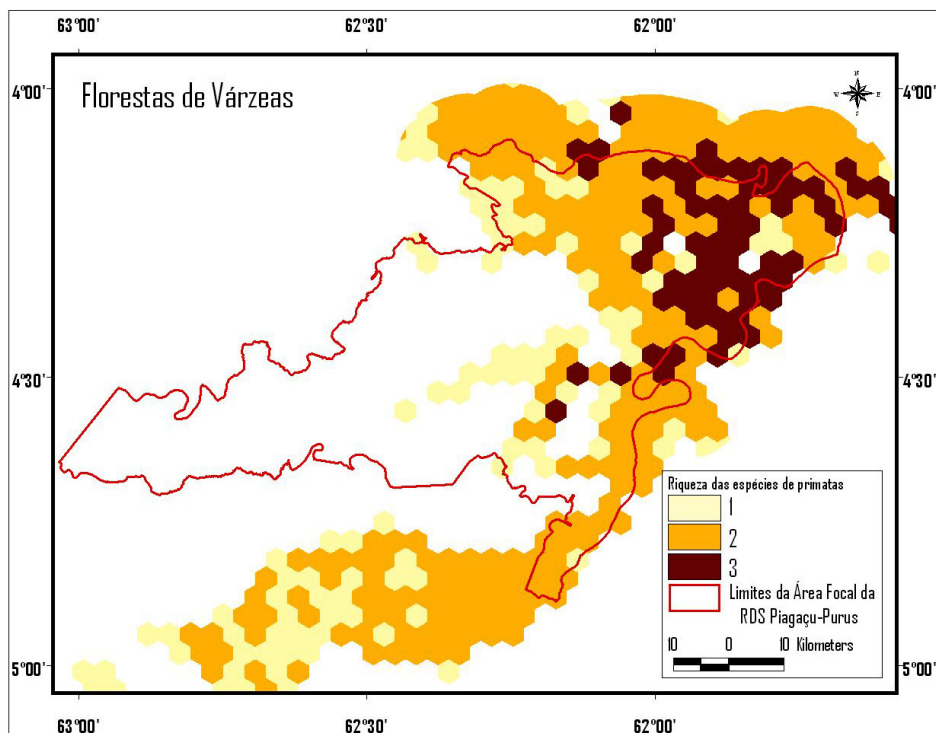 63°00' 62°30' 62°00'
Florestas de Várzeas
N
W E
S
4°00' 4°00'
4°30' 4°30'
Riqueza das espécies de primatas
1
2
3
Limites da Área Focal da
RDS Piagaçu-Purus
10 0 10 Kilometers
5°00' 5°00'
63°00' 62°30' 62°00'